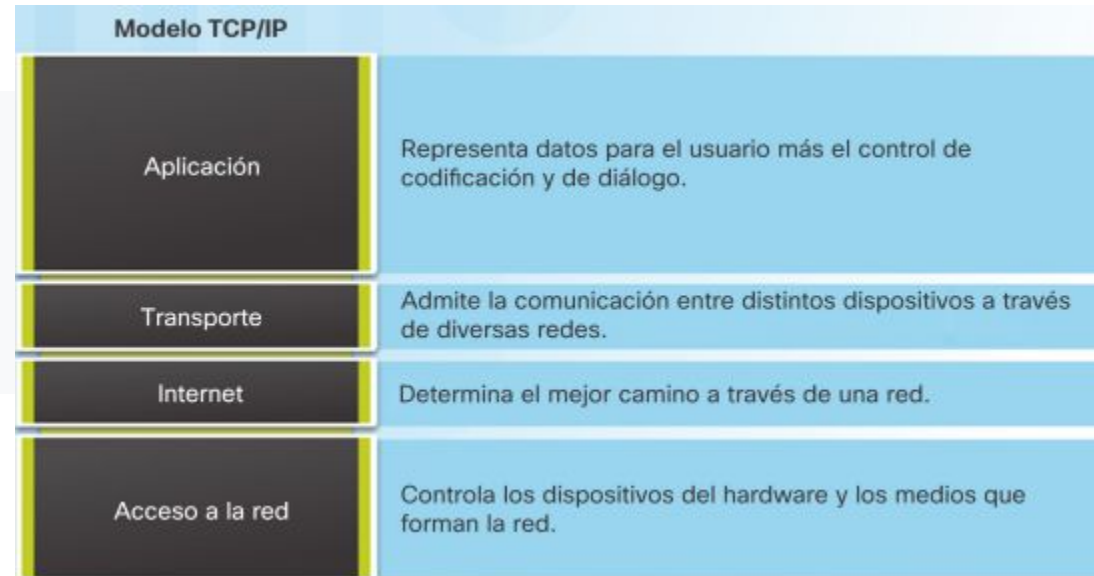 Modelo TCP/IP
Aplicación
Representa datos para el usuario más el control de
codificación y de diálogo.
Transporte
Admite la comunicación entre distintos dispositivos a través
de diversas redes.
Internet
Determina el mejor camino a través de una red.
Acceso a la red
Controla los dispositivos del hardware y los medios que
forman la red.